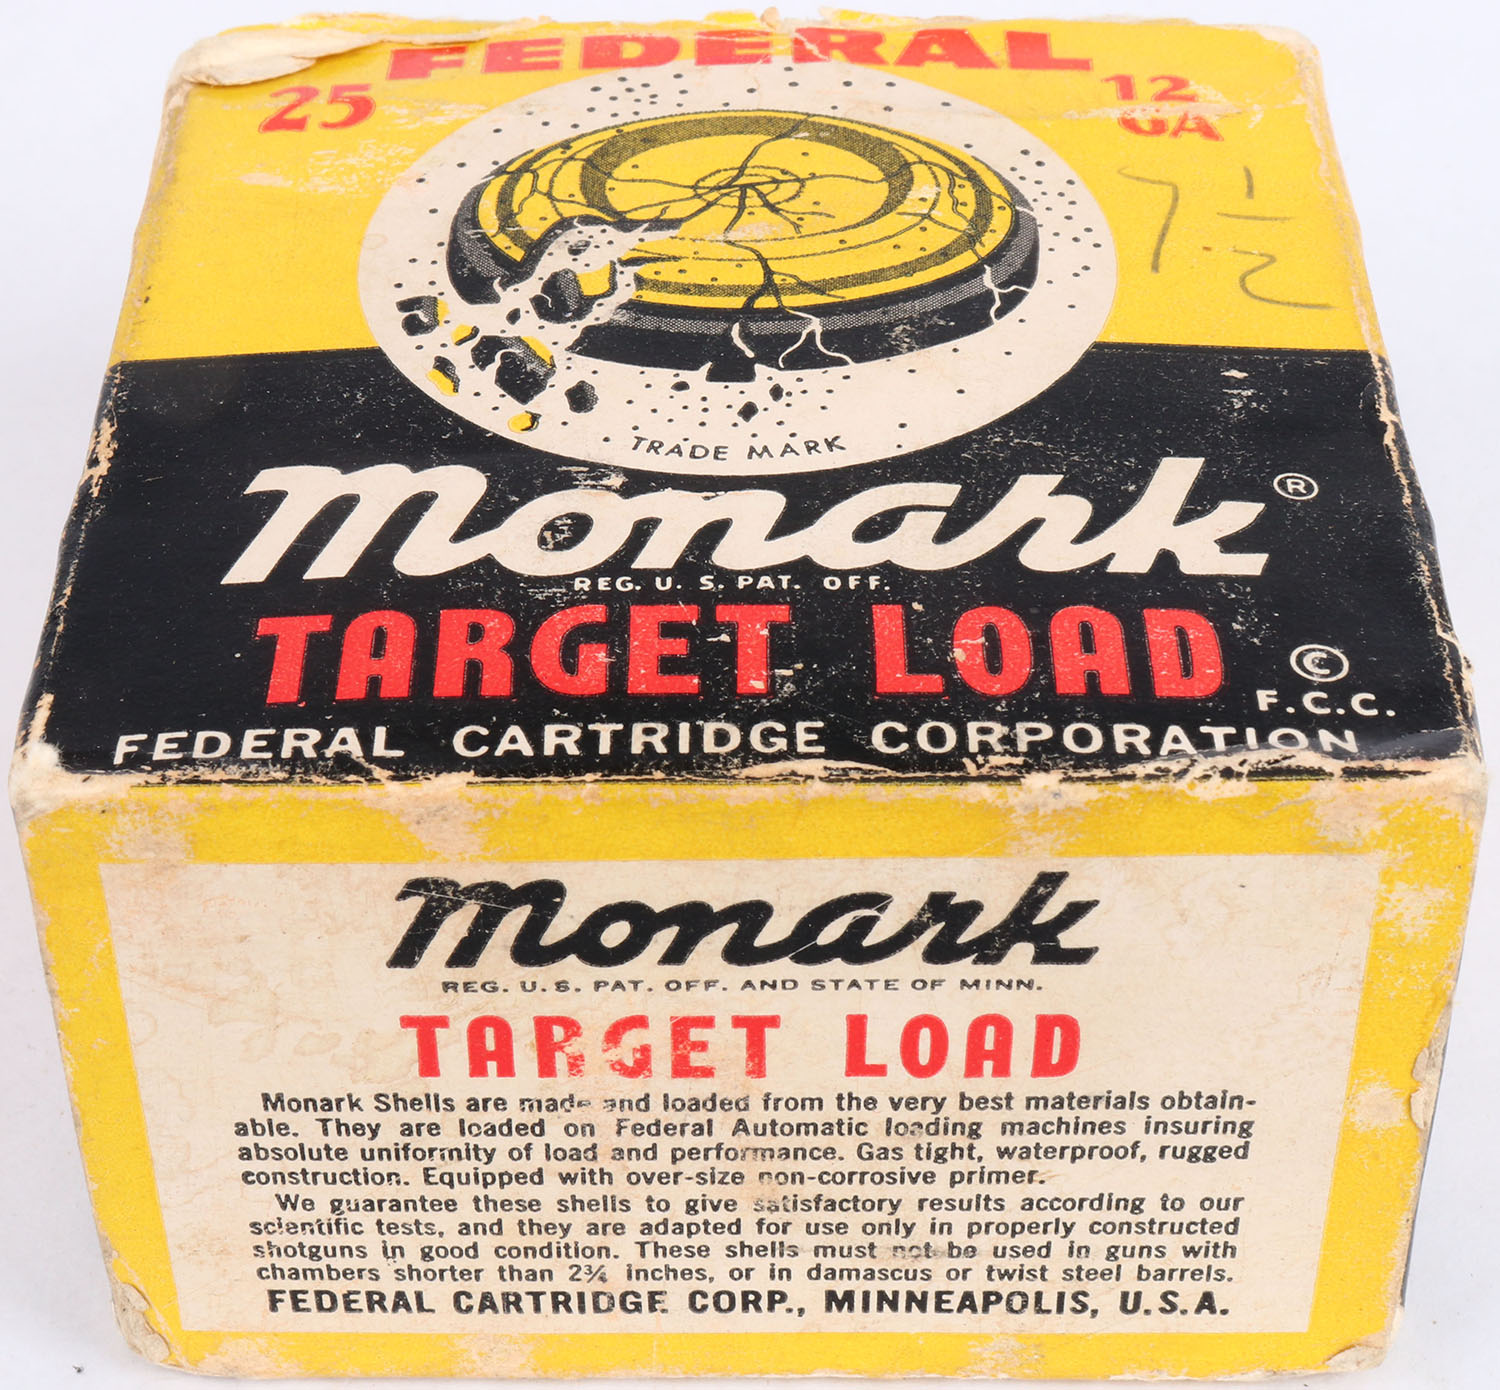 FEDERAL
25
12
GA
7 1/2
TRADE MARK
Monark ®
REG. U. S. PAT. OFF.
TARGET LOAD
©
F.C.C.
FEDERAL CARTRIDGE CORPORATION
Monark
REG. U. S. PAT. OFF. AND STATE OF MINN.
TARGET LOAD
Monark Shells are made and loaded from the very best materials obtain-
able. They are loaded on Federal Automatic loading machines insuring
absolute uniformity of load and performance. Gas tight, waterproof, rugged
construction. Equipped with over-size non-corrosive primer.
We guarantee these shells to give satisfactory results according to our
scientific tests, and they are adapted for use only in properly constructed
shotguns in good condition. These shells must not be used in guns with
chambers shorter than 2¾ inches, or in damascus or twist steel barrels.
FEDERAL CARTRIDGE CORP., MINNEAPOLIS, U.S.A.